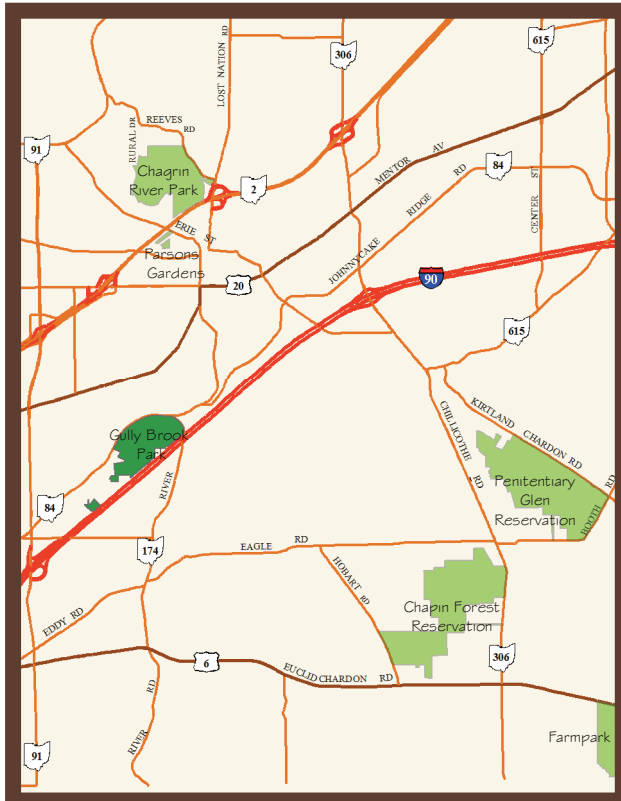 615
LOST NATION RD
306
REEVES
RD
RURAL DR
91
Chagrin
River Park
2
MENTOR AV
84
RIDGE RD
CENTER ST
ERIE ST
Parsons
Gardens
JOHNNYCAKE
20
90
615
KIRTLAND CHARDON RD
CHILLICOTHE RD
Gully Brook
Park
RIVER
Penitentiary
Glen
Reservation
BOOTH RD
84
174
EAGLE RD
HOBART RD
Chapin Forest
Reservation
EDDY RD
6
306
EUCLID CHARDON RD
RIVER RD
Farmpark
91